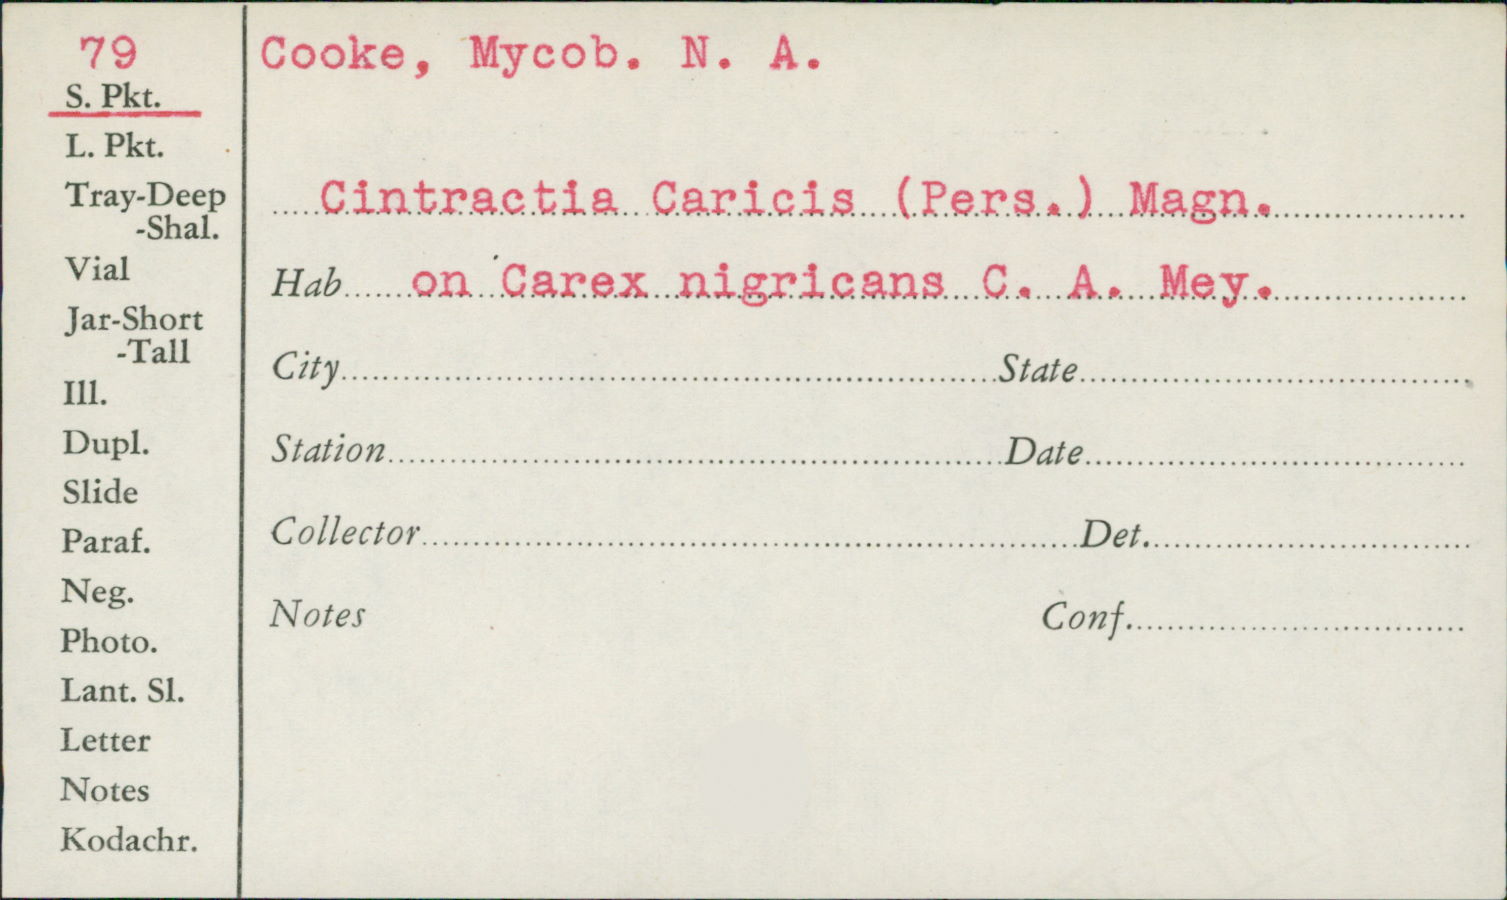 79
S. Pkt.
L. Pkt.
Tray-Deep
-Shal.
Vial
Jar-Short
-Tall
Ill.
Dupl.
Slide
Paraf.
Neg.
Photo.
Lant. Sl.
Letter
Notes
Kodachr.
Cooke, Mycob. N. A.
Cintractia Caricis (Pers.) Magn.
Hab on Carex nigricans C. A. Mey.
City State
Station Date
Collector Det.
Notes Conf.